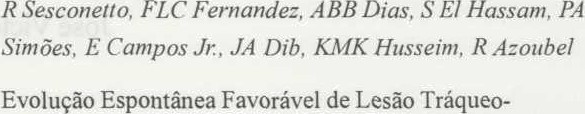 R Sesconetto, FLC Fernandez, ABB Dias, S El Hassam, PA
Simões, E Campos Jr., JA Dib, KMK Husseim, R Azoubel
Evolução Espontânea Favorável de Lesão Tráqueo-